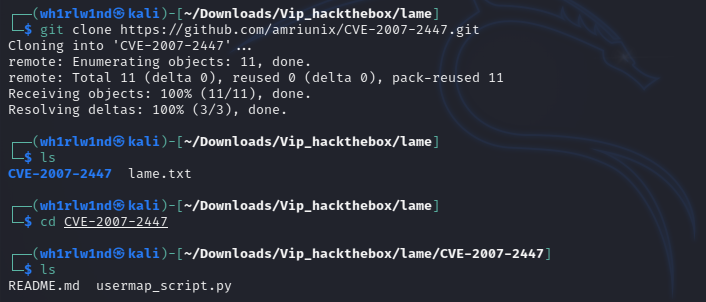 ┌──(wh1rlw1nd㉿kali)-[~/Downloads/Vip_hackthebox/lame]
└─$ git clone https://github.com/amriunix/CVE-2007-2447.git
Cloning into 'CVE-2007-2447'...
remote: Enumerating objects: 11, done.
remote: Total 11 (delta 0), reused 0 (delta 0), pack-reused 11
Receiving objects: 100% (11/11), done.
Resolving deltas: 100% (3/3), done.
┌──(wh1rlw1nd㉿kali)-[~/Downloads/Vip_hackthebox/lame]
└─$ ls
CVE-2007-2447  lame.txt
┌──(wh1rlw1nd㉿kali)-[~/Downloads/Vip_hackthebox/lame]
└─$ cd CVE-2007-2447
┌──(wh1rlw1nd㉿kali)-[~/Downloads/Vip_hackthebox/lame/CVE-2007-2447]
└─$ ls
README.md  usermap_script.py